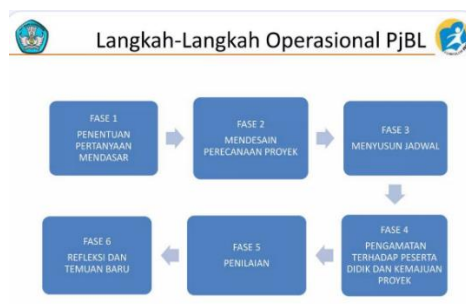 Langkah-Langkah Operasional PjBL
FASE 1
PENENTUAN
PERTANYAAN
MENDASAR
FASE 2
MENDESAIN
PERECANAAN PROYEK
FASE 3
MENYUSUN JADWAL
FASE 4
PENGAMATAN
TERHADAP PESERTA
DIDIK DAN KEMAJUAN
PROYEK
FASE 5
PENILAIAN
FASE 6
REFLEKSI DAN
TEMUAN BARU